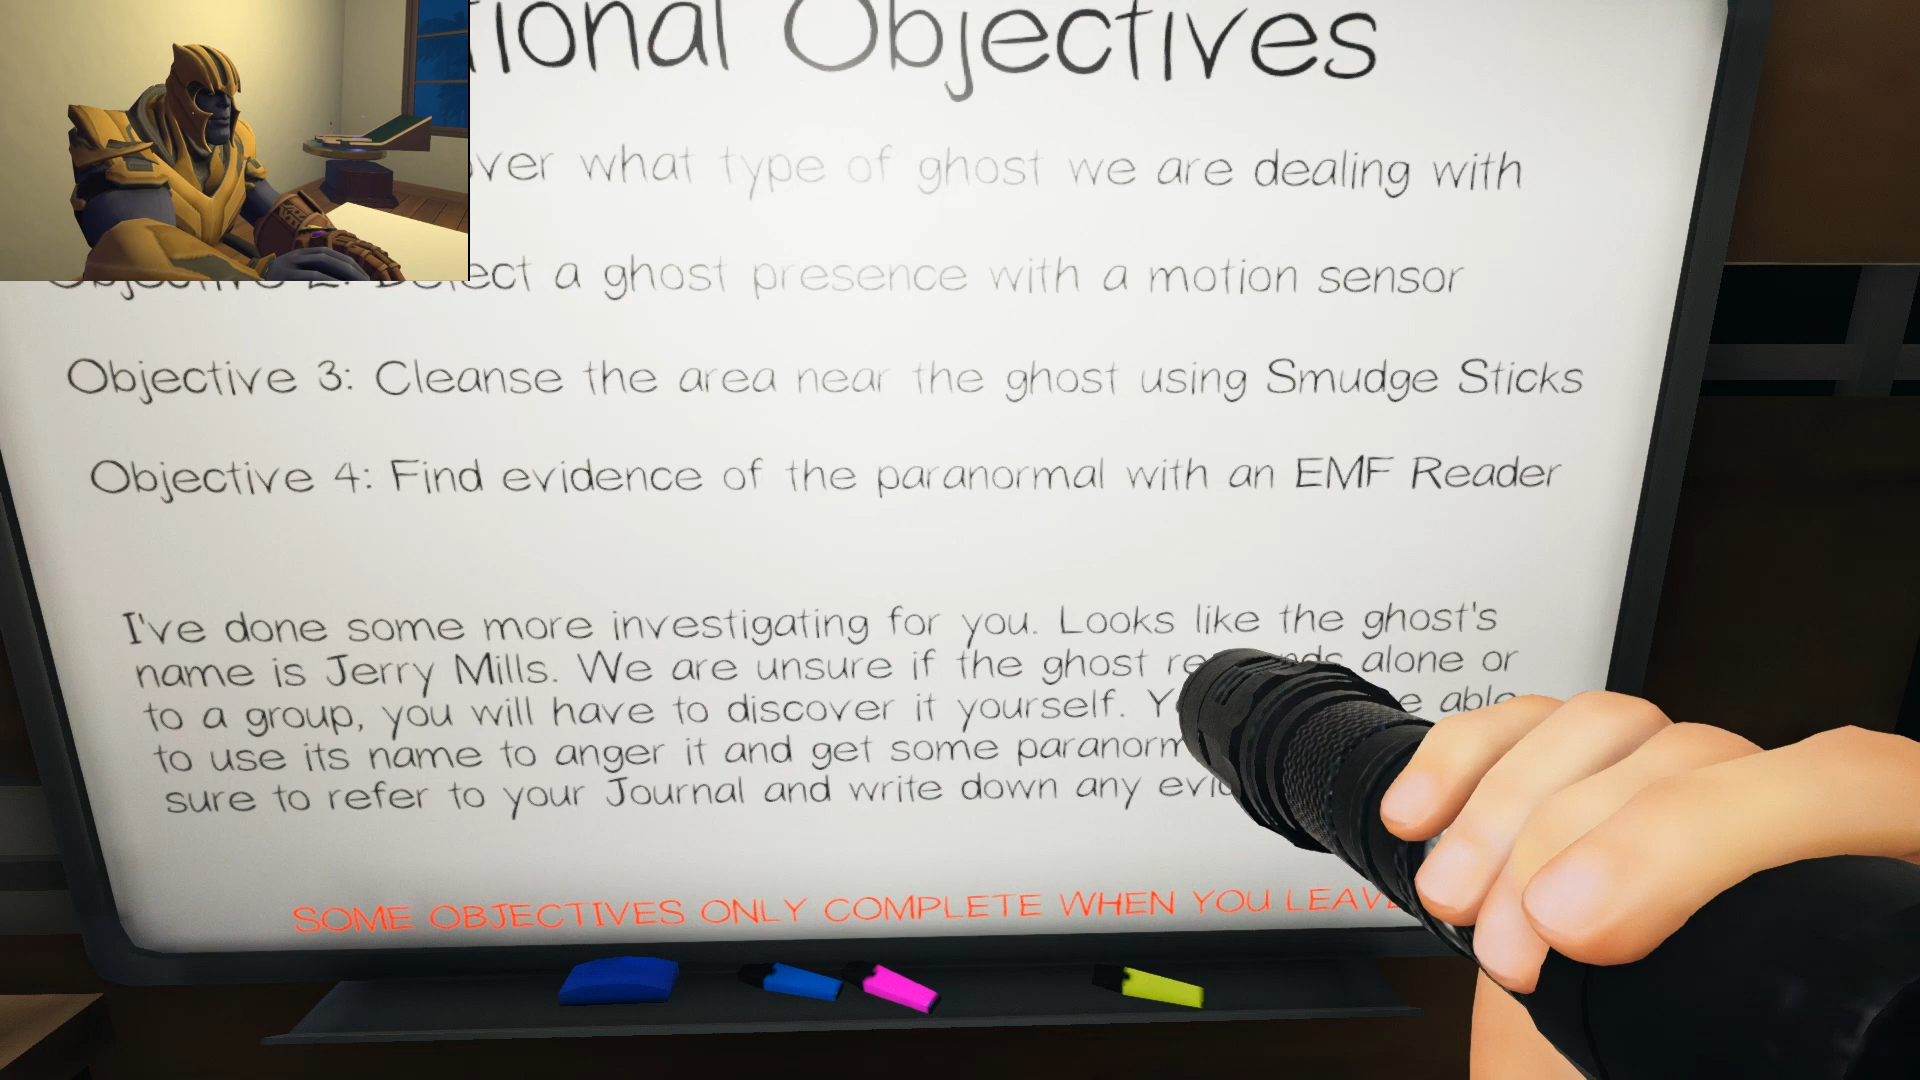 Objectives
what type of ghost we are dealing with
a ghost presence with a motion sensor
Objective 3: Cleanse the area near the ghost using Smudge Sticks
Objective 4: Find evidence of the paranormal with an EMF Reader
I've done some more investigating for you. Looks like the ghost's
name is Jerry Mills. We are unsure if the ghost alone or
to a group, you will have to discover it yourself.
to use its name to anger it and get some
sure to refer to your Journal and write down any
SOME OBJECTIVES ONLY COMPLETE WHEN YOU